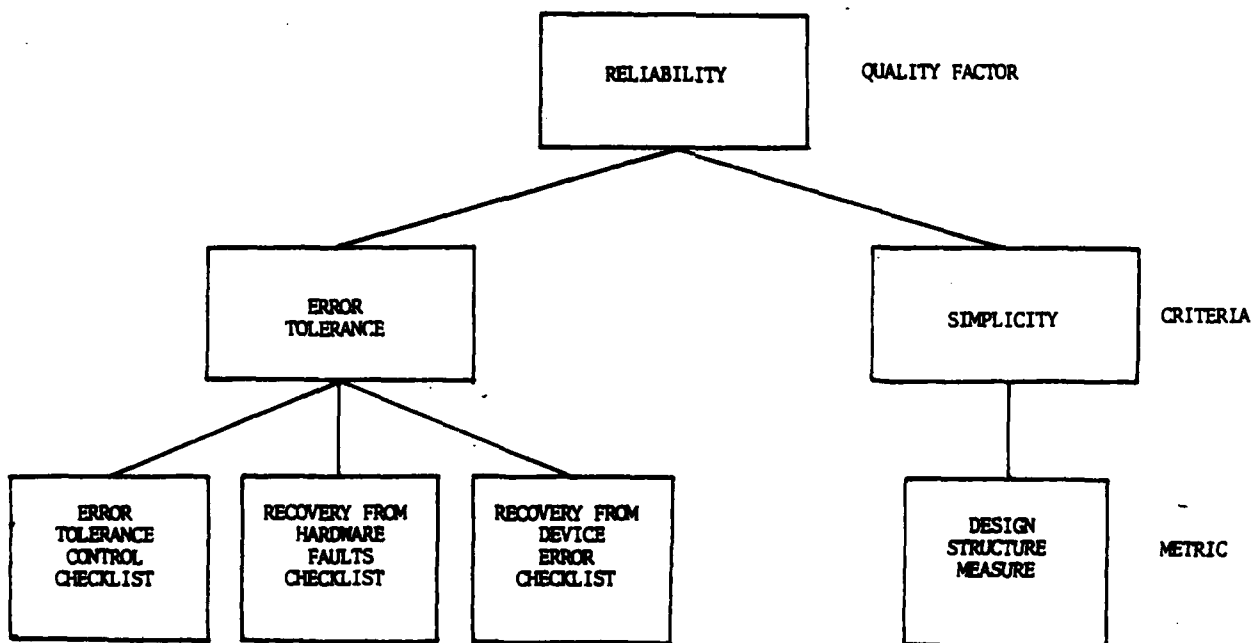 RELIABILITY
QUALITY FACTOR
ERROR
TOLERANCE
SIMPLICITY
CRITERIA
ERROR
TOLERANCE
CONTROL
CHECKLIST
RECOVERY FROM
HARDWARE
FAULTS
CHECKLIST
RECOVERY FROM
DEVICE
ERROR
CHECKLIST
DESIGN
STRUCTURE
MEASURE
METRIC